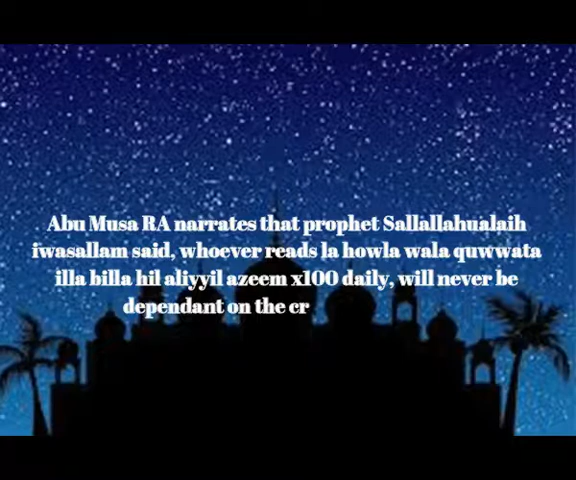 Abu Musa RA narrates that prophet Sallallahualaih
iwasallam said, whoever reads la howla wala quwwata
illa billa hil aliyyil azeem x100 daily, will never be
dependant on the cr